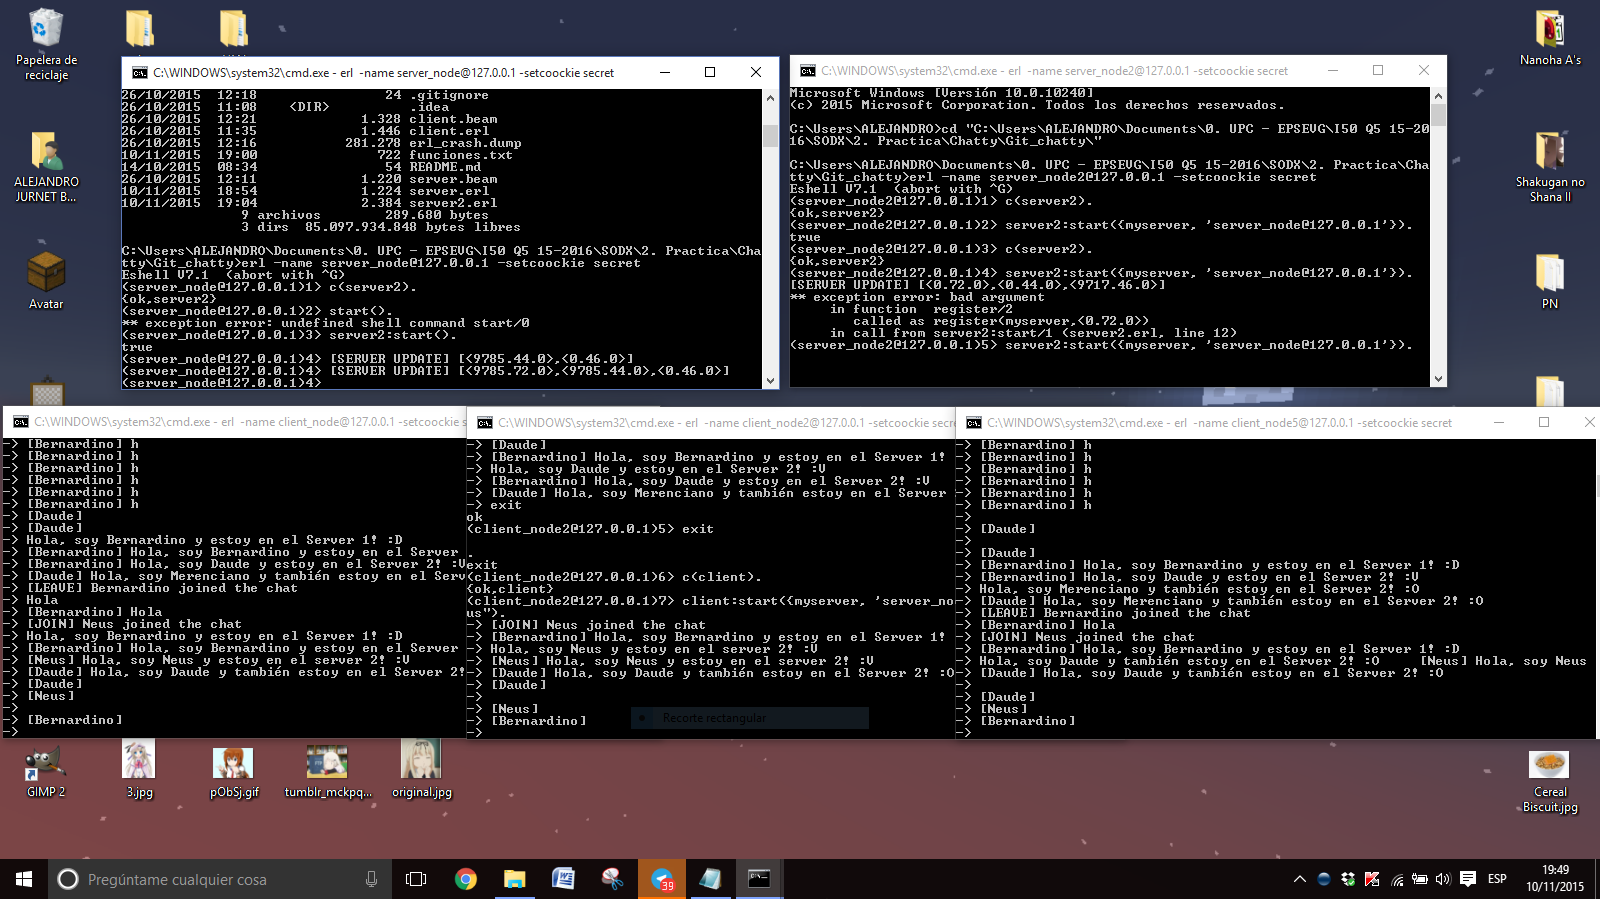 Papelera de
reciclaje
ALEJANDRO
JURNET B...
Avatar
C:\WINDOWS\system32\cmd.exe - erl  -name server_node@127.0.0.1 -setcoockie secret
26/10/2015  12:18                24 .gitignore
26/10/2015  11:08    <DIR>          .idea
26/10/2015  12:21             1.328 client.beam
26/10/2015  11:35             1.446 client.erl
26/10/2015  12:16           281.278 erl_crash.dump
10/11/2015  19:00               722 funciones.txt
14/10/2015  08:34                54 README.md
26/10/2015  12:11             1.220 server.beam
10/11/2015  18:54             1.224 server.erl
10/11/2015  19:04             2.384 server2.erl
9 archivos        289.680 bytes
3 dirs  85.097.934.848 bytes libres
C:\Users\ALEJANDRO\Documents\0. UPC - EPSEVG\I50 Q5 15-2016\SODX\2. Practica\Cha
tty\Git_chatty>erl -name server_node@127.0.0.1 -setcoockie secret
Eshell V7.1  (abort with ^G)
(server_node@127.0.0.1)1> c(server2).
{ok,server2}
(server_node@127.0.0.1)2> start().
** exception error: undefined shell command start/0
(server_node@127.0.0.1)3> server2:start().
true
(server_node@127.0.0.1)4> [SERVER UPDATE] [<9785.44.0>,<0.46.0>]
(server_node@127.0.0.1)4> [SERVER UPDATE] [<9785.72.0>,<9785.44.0>,<0.46.0>]
(server_node@127.0.0.1)4>
C:\WINDOWS\system32\cmd.exe - erl  -name server_node2@127.0.0.1 -setcoockie secret
Microsoft Windows [Versión 10.0.10240]
(c) 2015 Microsoft Corporation. Todos los derechos reservados.
C:\Users\ALEJANDRO>cd "C:\Users\ALEJANDRO\Documents\0. UPC - EPSEVG\I50 Q5 15-20
16\SODX\2. Practica\Chatty\Git_chatty\"
C:\Users\ALEJANDRO\Documents\0. UPC - EPSEVG\I50 Q5 15-2016\SODX\2. Practica\Cha
tty\Git_chatty>erl -name server_node2@127.0.0.1 -setcoockie secret
Eshell V7.1  (abort with ^G)
(server_node2@127.0.0.1)1> c(server2).
{ok,server2}
(server_node2@127.0.0.1)2> server2:start({myserver, 'server_node@127.0.0.1'}).
true
(server_node2@127.0.0.1)3> c(server2).
{ok,server2}
(server_node2@127.0.0.1)4> server2:start({myserver, 'server_node@127.0.0.1'}).
[SERVER UPDATE] [<0.72.0>,<0.44.0>,<9717.46.0>]
** exception error: bad argument
in function  register/2
called as register(myserver,<0.72.0>)
in call from server2:start/1 (server2.erl, line 12)
(server_node2@127.0.0.1)5> server2:start({myserver, 'server_node@127.0.0.1'}).
Nanoha A's
Shakugan no
Shana II
PN
C:\WINDOWS\system32\cmd.exe - erl  -name client_node@127.0.0.1 -setcoockie s
-> [Bernardino] h
-> [Bernardino] h
-> [Bernardino] h
-> [Bernardino] h
-> [Bernardino] h
-> [Bernardino] h
-> [Daude]
-> [Daude]
-> Hola, soy Bernardino y estoy en el Server 1! :D
-> [Bernardino] Hola, soy Bernardino y estoy en el Server
-> [Bernardino] Hola, soy Daude y estoy en el Server 2! :V
-> [Daude] Hola, soy Merenciano y también estoy en el Serv
-> [LEAVE] Bernardino joined the chat
-> Hola
-> [Bernardino] Hola
-> [JOIN] Neus joined the chat
-> Hola, soy Bernardino y estoy en el Server 1! :D
-> [Bernardino] Hola, soy Bernardino y estoy en el Server
-> [Neus] Hola, soy Neus y estoy en el server 2! :V
-> [Daude] Hola, soy Daude y también estoy en el Server 2!
-> [Daude]
-> [Neus]
->
-> [Bernardino]
->
C:\WINDOWS\system32\cmd.exe - erl  -name client_node2@127.0.0.1 -setcoockie secre
-> [Daude]
-> [Bernardino] Hola, soy Bernardino y estoy en el Server 1!
-> Hola, soy Daude y estoy en el Server 2! :V
-> [Bernardino] Hola, soy Daude y estoy en el Server 2! :V
-> [Daude] Hola, soy Merenciano y también estoy en el Server
-> exit
ok
(client_node2@127.0.0.1)5> exit
.
exit
(client_node2@127.0.0.1)6> c(client).
{ok,client}
(client_node2@127.0.0.1)7> client:start({myserver, 'server_no
us").
-> [JOIN] Neus joined the chat
-> [Bernardino] Hola, soy Bernardino y estoy en el Server 1!
-> Hola, soy Neus y estoy en el server 2! :V
-> [Neus] Hola, soy Neus y estoy en el server 2! :V
-> [Daude] Hola, soy Daude y también estoy en el Server 2! :O
-> [Daude]
->
-> [Neus]
-> [Bernardino]
->
Recorte rectangular
C:\WINDOWS\system32\cmd.exe - erl  -name client_node5@127.0.0.1 -setcoockie secret
-> [Bernardino] h
-> [Bernardino] h
-> [Bernardino] h
-> [Bernardino] h
-> [Bernardino] h
-> [Bernardino] h
->
-> [Daude]
->
-> [Daude]
-> [Bernardino] Hola, soy Bernardino y estoy en el Server 1! :D
-> [Bernardino] Hola, soy Daude y estoy en el Server 2! :V
-> Hola, soy Merenciano y también estoy en el Server 2! :O
-> [Daude] Hola, soy Merenciano y también estoy en el Server 2! :O
-> [LEAVE] Bernardino joined the chat
-> [Bernardino] Hola
-> [JOIN] Neus joined the chat
-> [Bernardino] Hola, soy Bernardino y estoy en el Server 1! :D
-> Hola, soy Daude y también estoy en el Server 2! :O     [Neus] Hola, soy Neus
-> [Daude] Hola, soy Daude y también estoy en el Server 2! :O
->
-> [Daude]
-> [Neus]
-> [Bernardino]
->
GIMP 2
3.jpg
pObSj.gif
tumblr_mckpq...
original.jpg
Cereal
Biscuit.jpg
Pregúntame cualquier cosa
39
ESP
19:49
10/11/2015